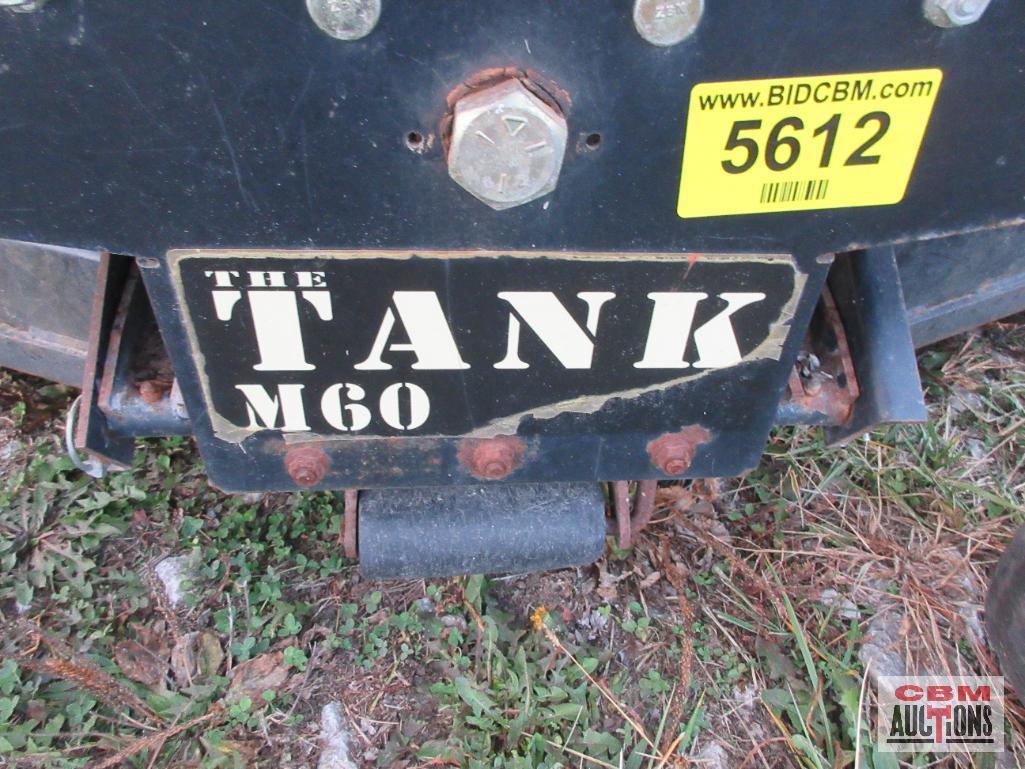 www.BIDCBM.com
5612
THE
TANK
M60
CBM
AUCTIONS